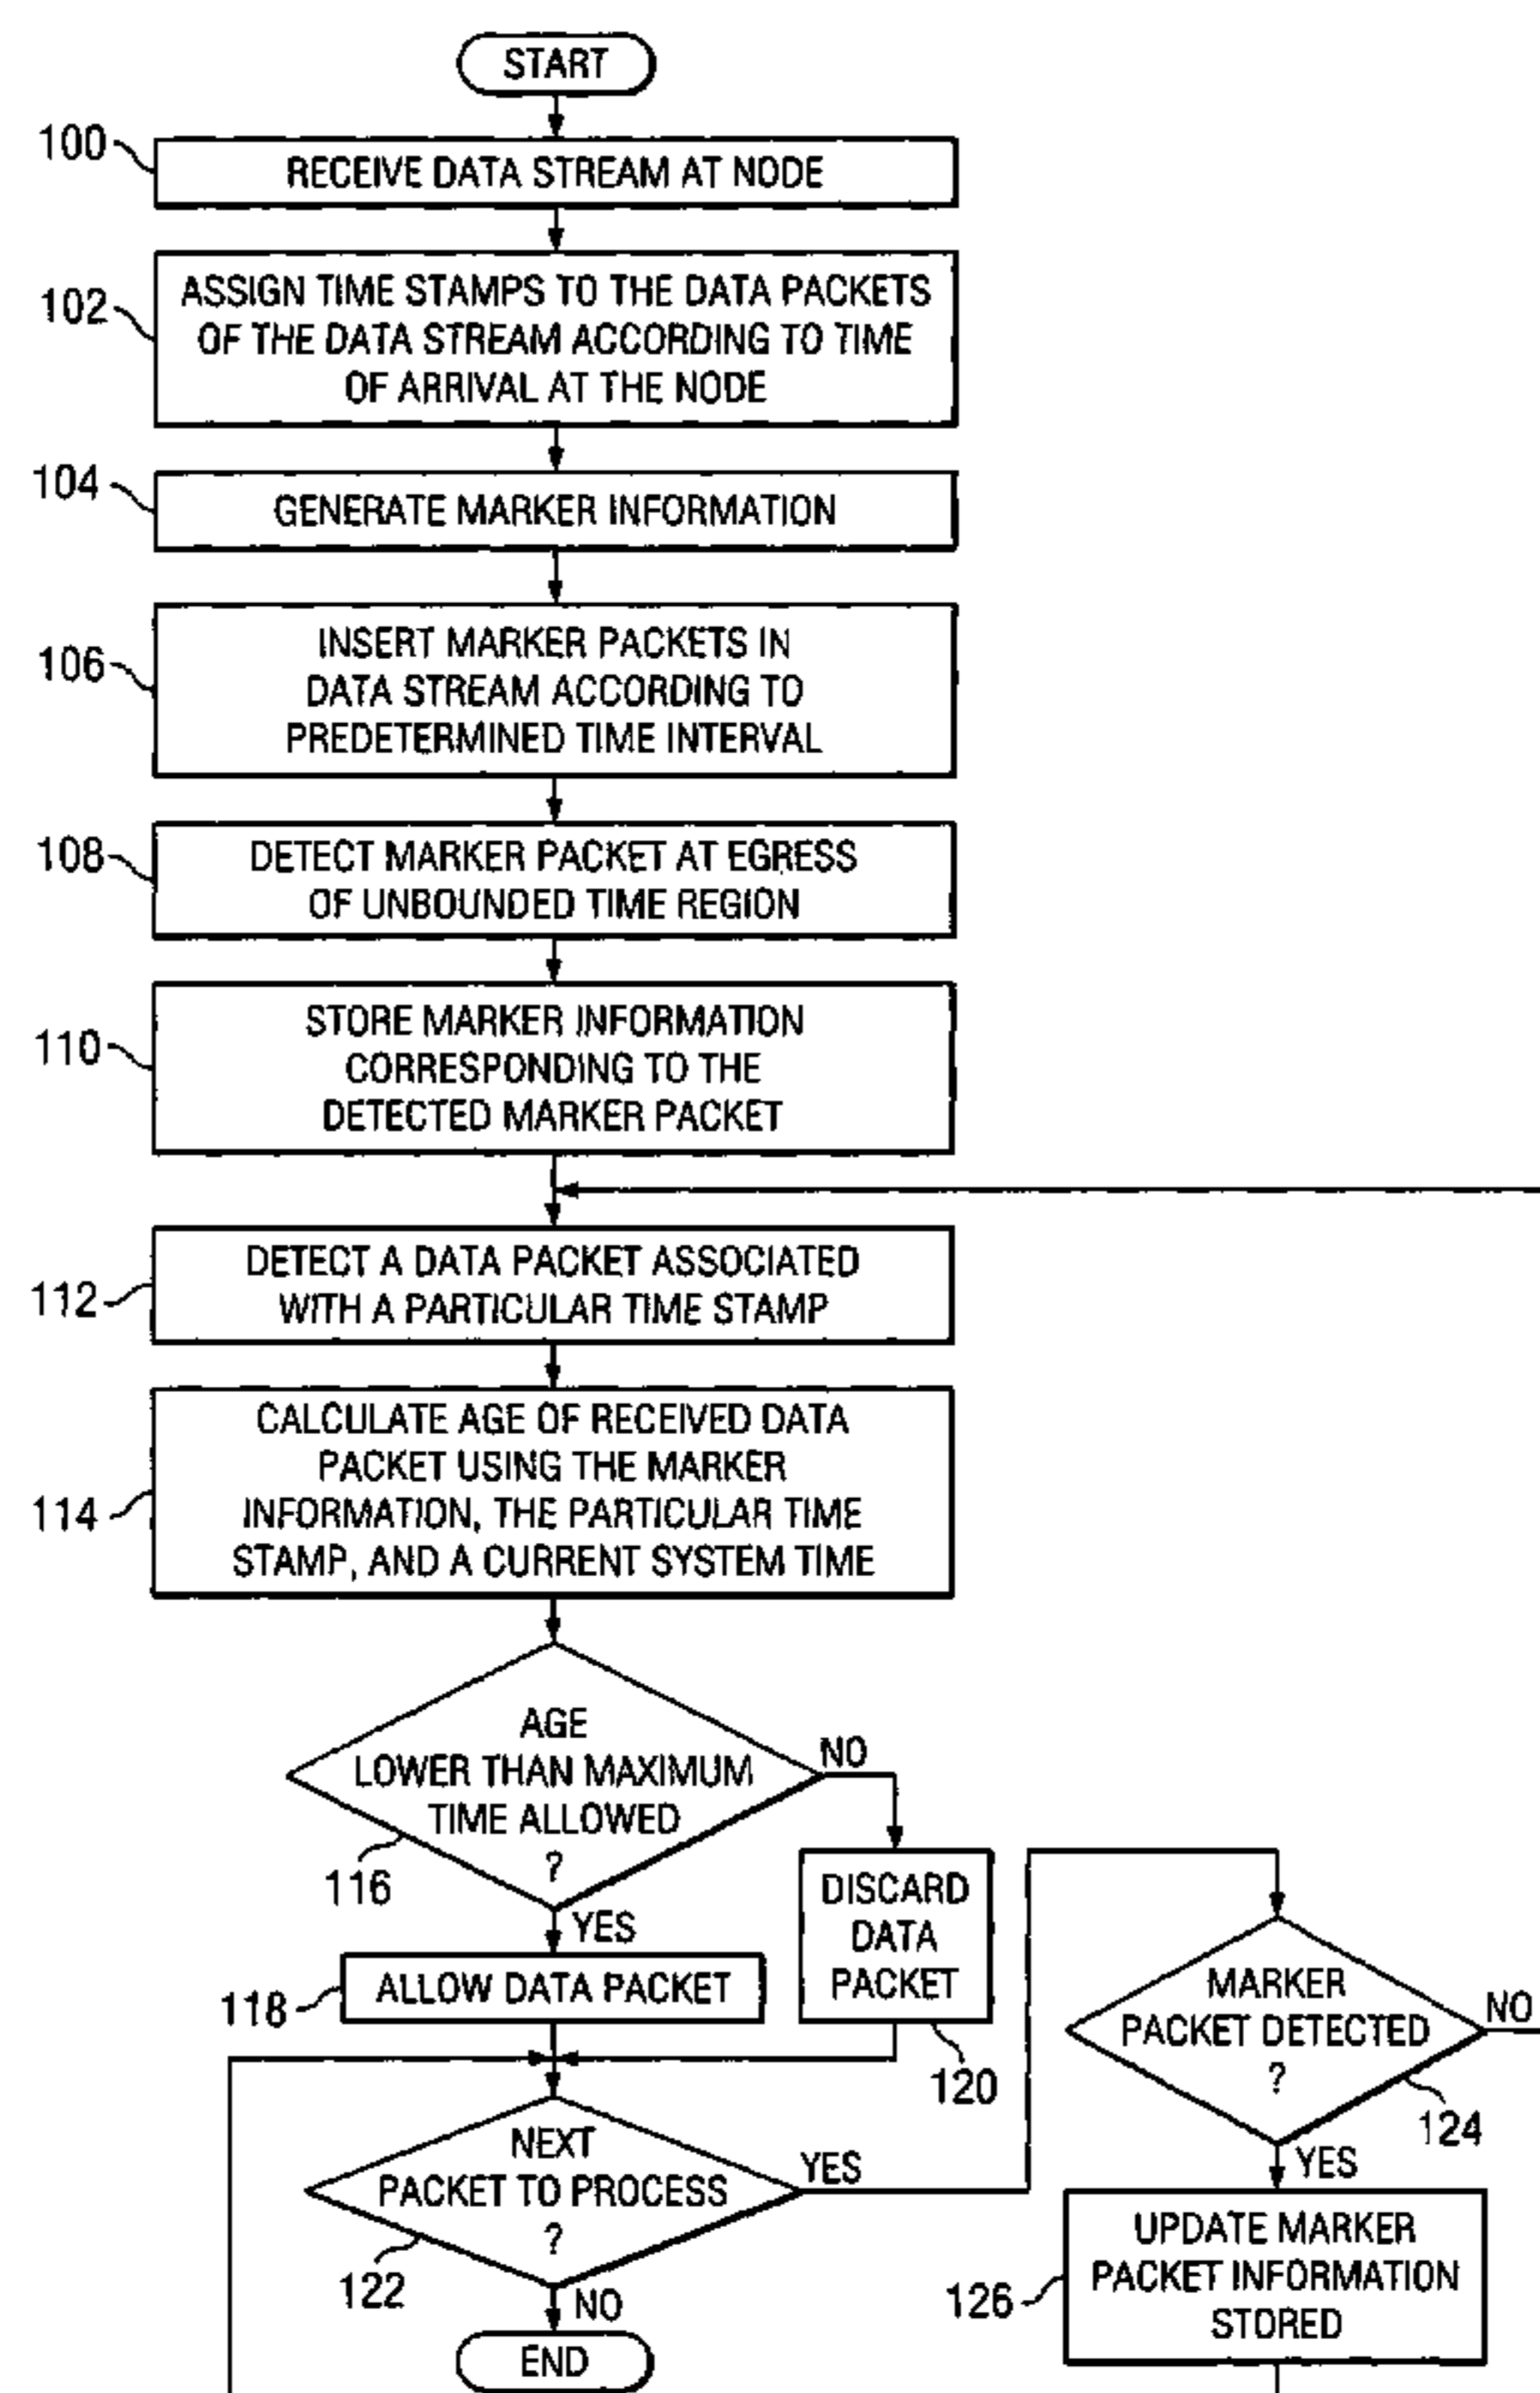 START
100
RECEIVE DATA STREAM AT NODE
102
ASSIGN TIME STAMPS TO THE DATA PACKETS
OF THE DATA STREAM ACCORDING TO TIME
OF ARRIVAL AT THE NODE
104
GENERATE MARKER INFORMATION
106
INSERT MARKER PACKETS IN
DATA STREAM ACCORDING TO
PREDETERMINED TIME INTERVAL
108
DETECT MARKER PACKET AT EGRESS
OF UNBOUNDED TIME REGION
110
STORE MARKER INFORMATION
CORRESPONDING TO THE
DETECTED MARKER PACKET
112
DETECT A DATA PACKET ASSOCIATED
WITH A PARTICULAR TIME STAMP
114
CALCULATE AGE OF RECEIVED DATA
PACKET USING THE MARKER
INFORMATION, THE PARTICULAR TIME
STAMP, AND A CURRENT SYSTEM TIME
AGE
LOWER THAN MAXIMUM
TIME ALLOWED
?
116
NO
YES
118
ALLOW DATA PACKET
DISCARD
DATA
PACKET
120
NEXT
PACKET TO PROCESS
?
122
YES
NO
END
MARKER
PACKET DETECTED
?
124
NO
YES
126
UPDATE MARKER
PACKET INFORMATION
STORED